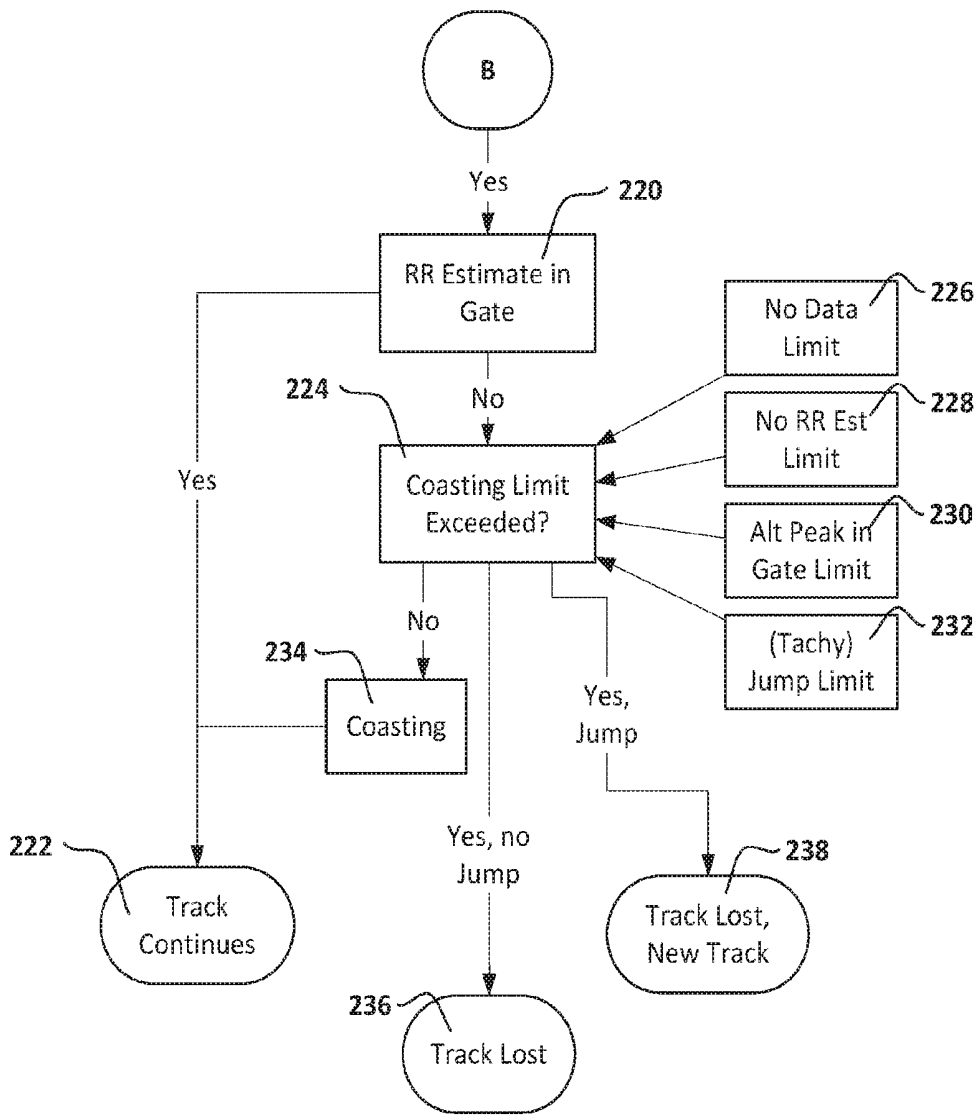 B
Yes
220
RR Estimate in
Gate
226
No Data
Limit
224
No
228
No RR Est
Limit
Yes
Coasting Limit
Exceeded?
230
Alt Peak in
Gate Limit
No
232
(Tachy)
Jump Limit
234
Coasting
Yes,
Jump
222
Yes, no
Jump
238
Track
Continues
Track Lost,
New Track
236
Track Lost